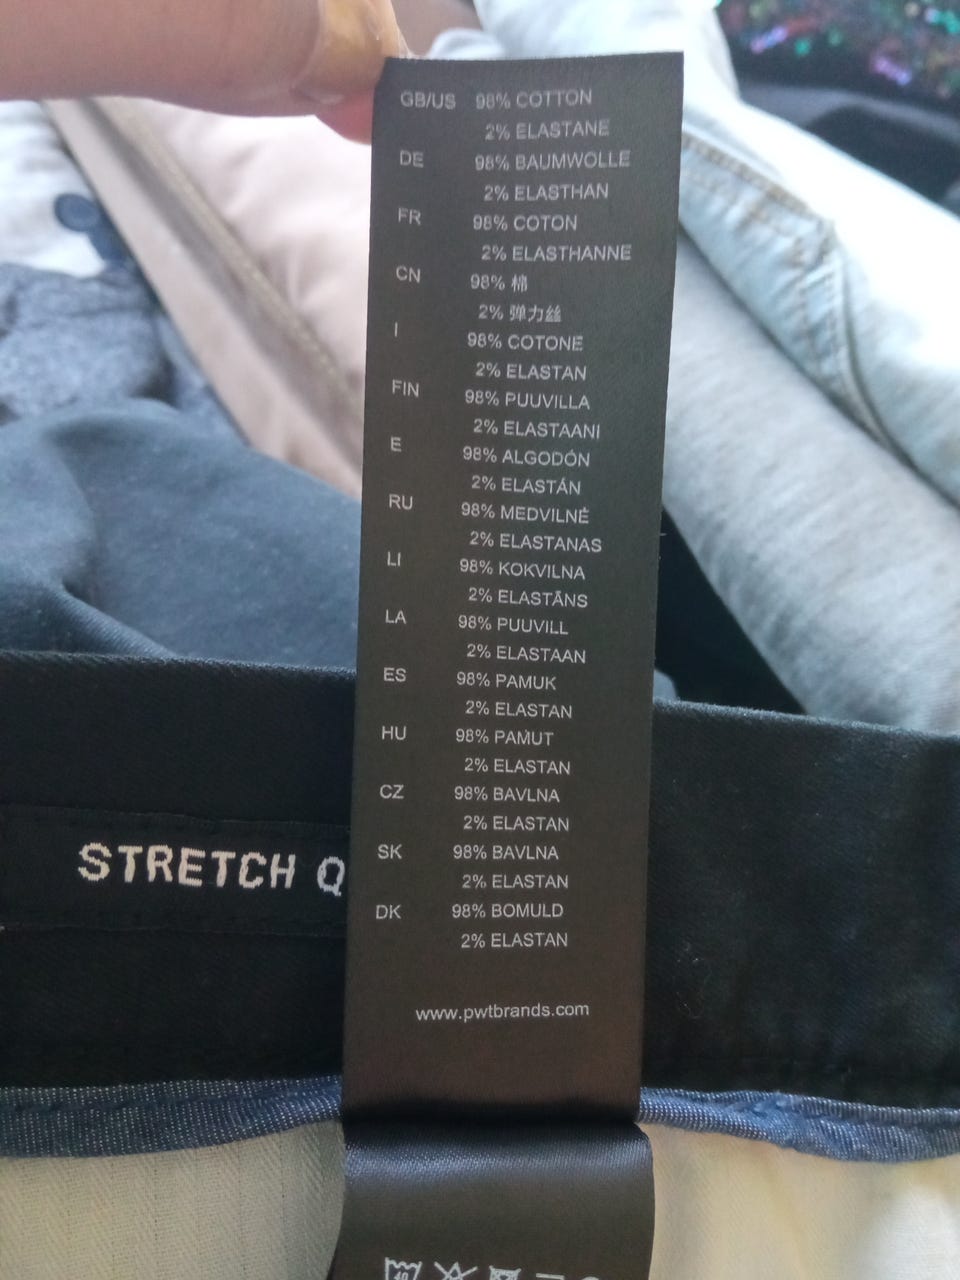 GB/US 98% COTTON
2% ELASTANE
DE 98% BAUMWOLLE
2% ELASTHAN
FR 98% COTON
2% ELASTHANNE
CN 98% 棉
2% 弹力丝
I 98% COTONE
2% ELASTAN
FIN 98% PUUVILLA
2% ELASTAANI
E 98% ALGODÓN
2% ELASTÁN
RU 98% MEDVILNĖ
2% ELASTANAS
LI 98% KOKVILNA
2% ELASTĀNS
LA 98% PUUVILL
2% ELASTAAN
ES 98% PAMUK
2% ELASTAN
HU 98% PAMUT
2% ELASTAN
CZ 98% BAVLNA
2% ELASTAN
SK 98% BAVLNA
2% ELASTAN
DK 98% BOMULD
2% ELASTAN
www.pwtbrands.com
STRETCH Q
40